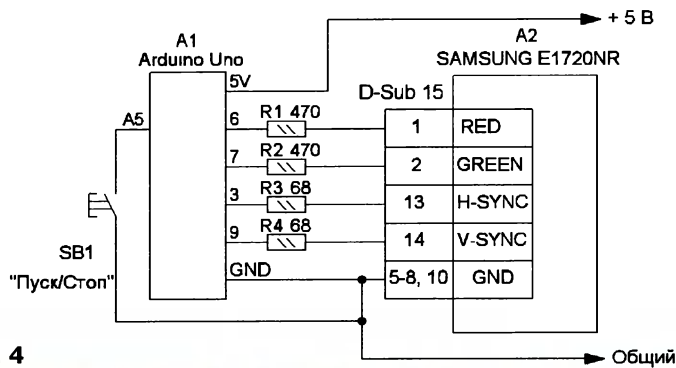 + 5 В
A1
Arduino Uno
A2
SAMSUNG E1720NR
5V
D-Sub 15
A5
6
R1 470
1
RED
7
R2 470
2
GREEN
3
R3 68
13
H-SYNC
9
R4 68
14
V-SYNC
SB1
"Пуск/Стоп"
GND
5-8, 10
GND
4
Общий